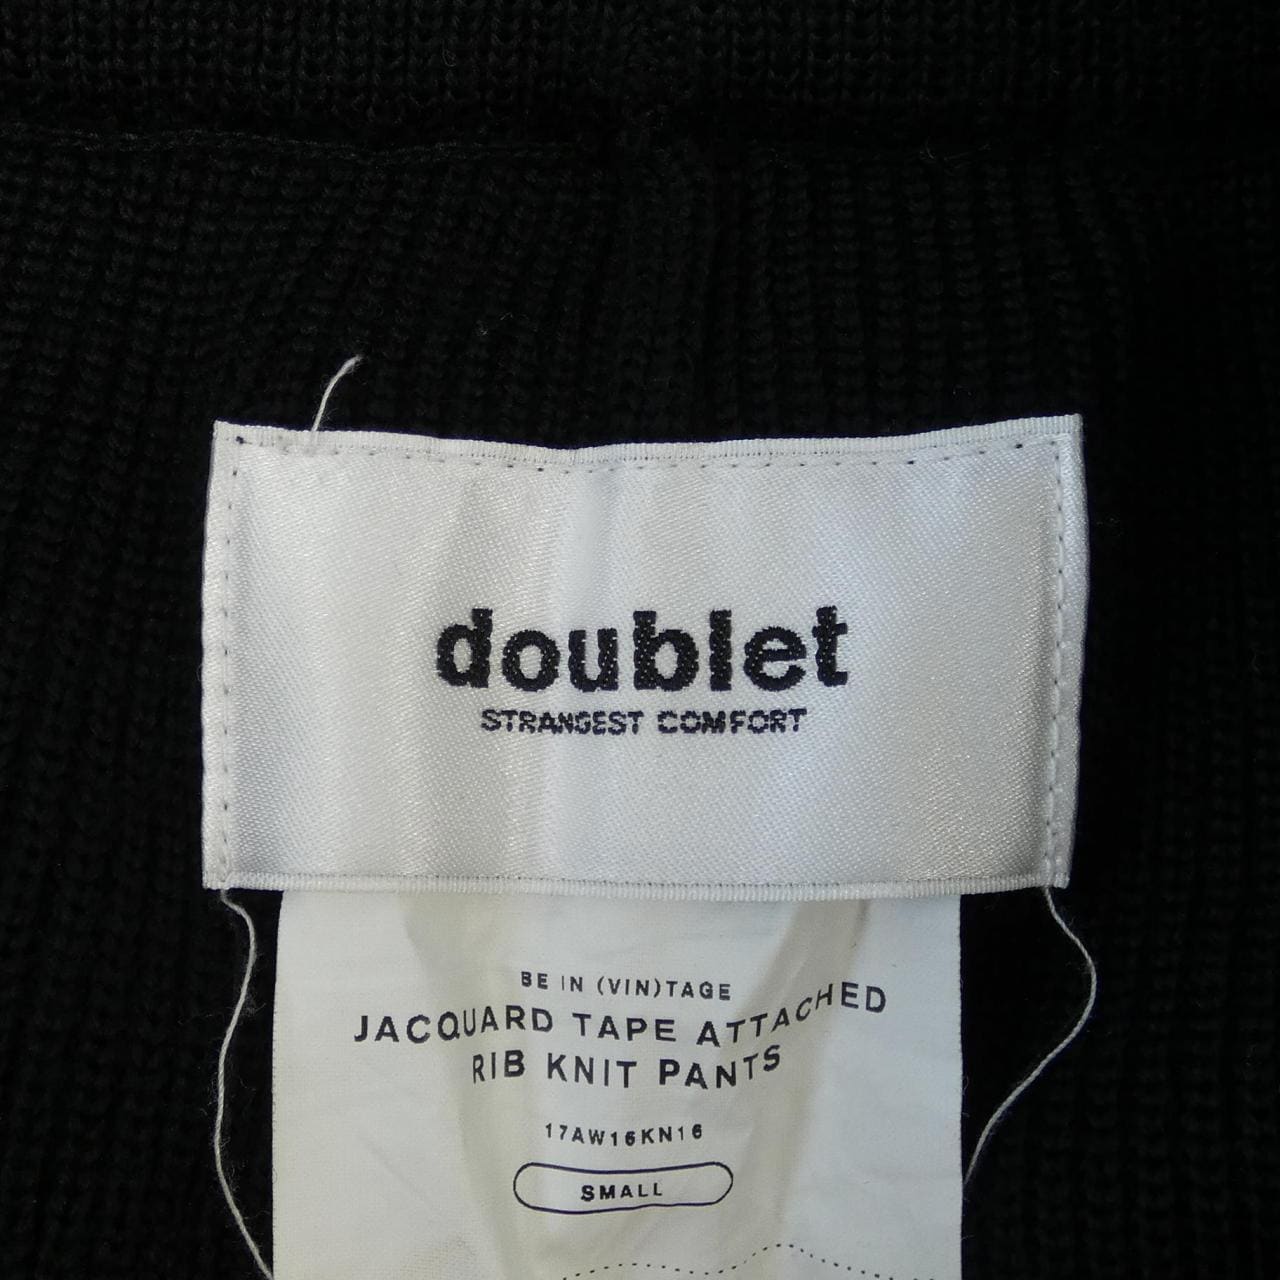 doublet
STRANGEST COMFORT
BE IN (VIN)TAGE
JACQUARD TAPE ATTACHED
RIB KNIT PANTS
17AW16KN16
SMALL